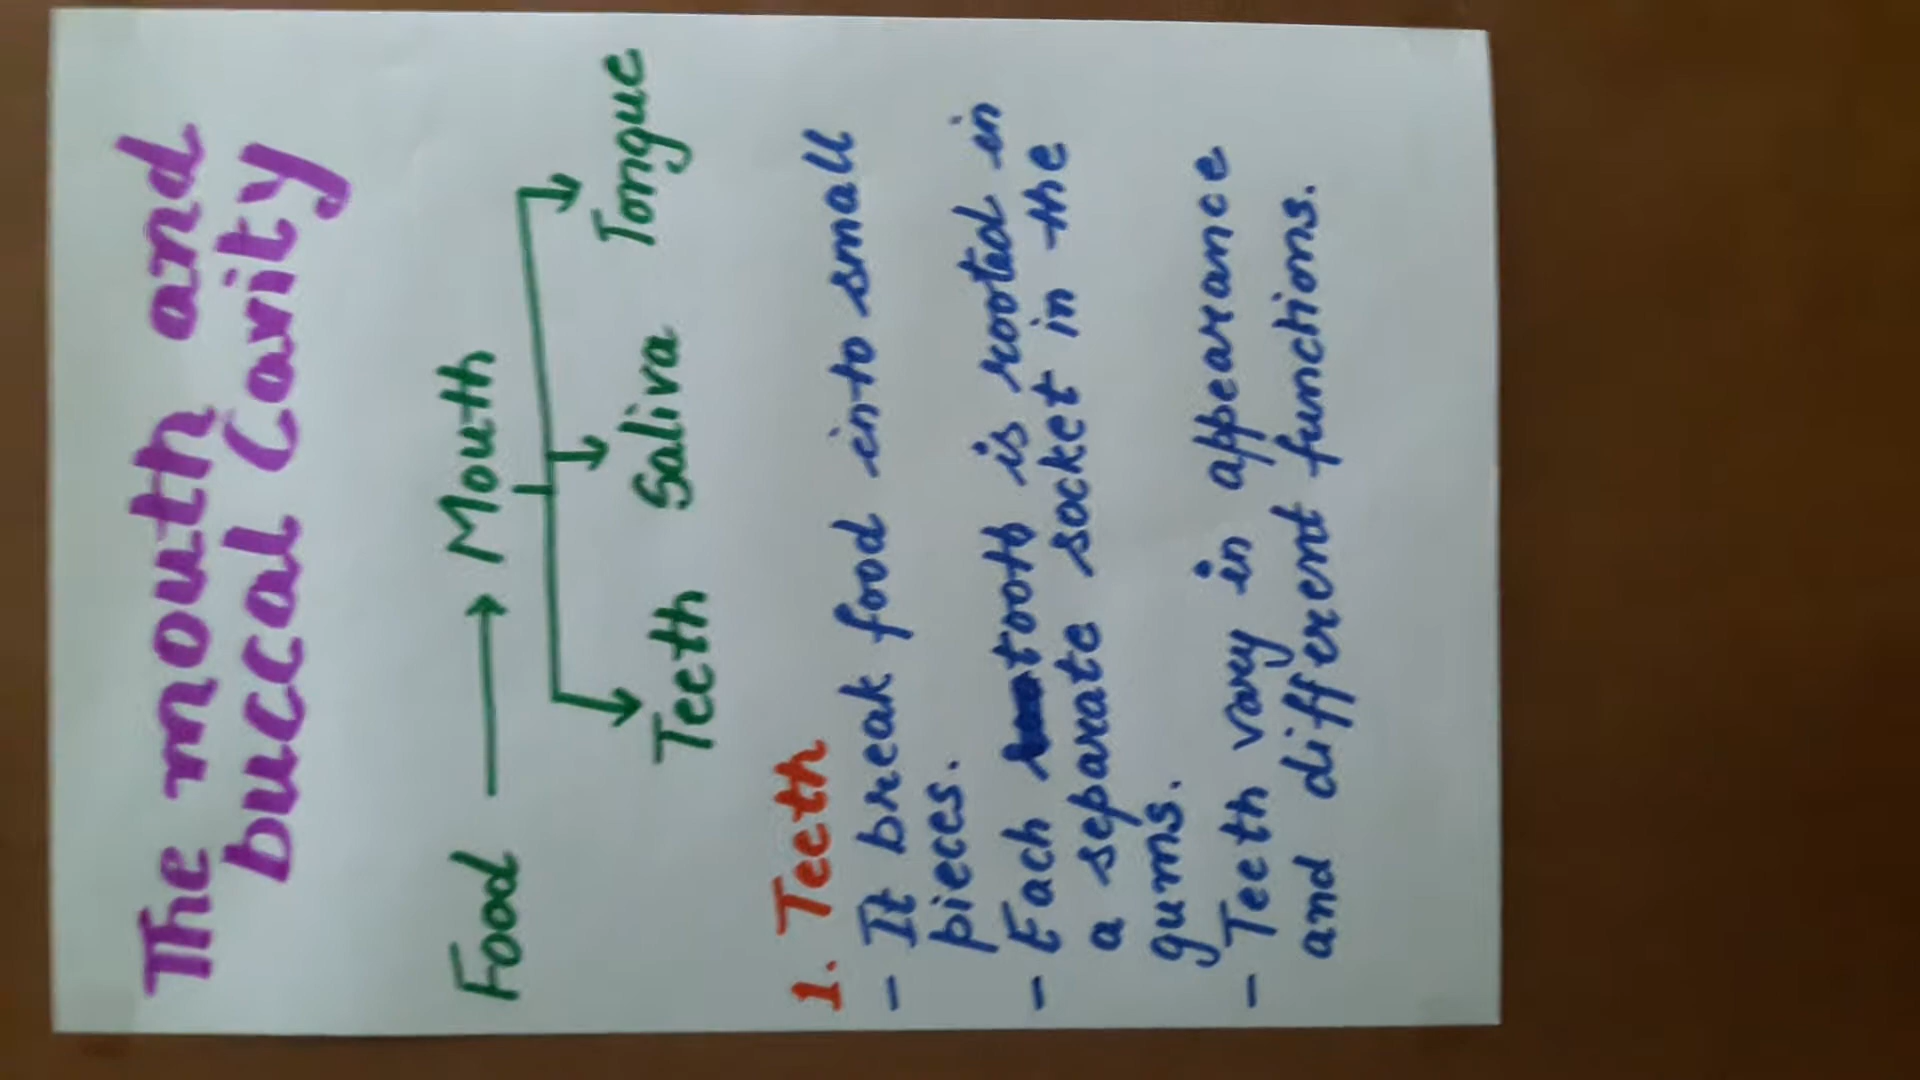 The mouth and
buccal Cavity
Food → Mouth
Teeth Saliva Tongue
1. Teeth
- It break food into small
pieces.
- Each tooth is rooted in
a separate socket in the
gums.
- Teeth vary in appearance
and different functions.